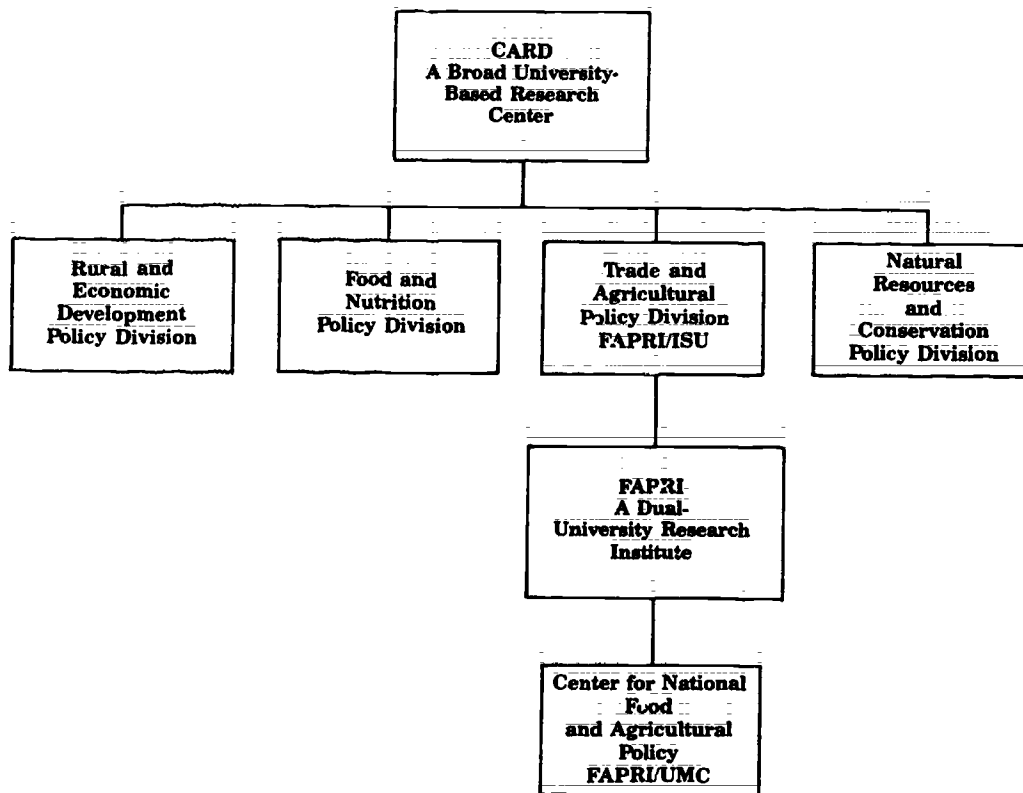 CARD
A Broad University-
Based Research
Center
Rural and
Economic
Development
Policy Division
Food and
Nutrition
Policy Division
Trade and
Agricultural
Policy Division
FAPRI/ISU
Natural
Resources
and
Conservation
Policy Division
FAPRI
A Dual-
University Research
Institute
Center for National
Food
and Agricultural
Policy
FAPRI/UMC